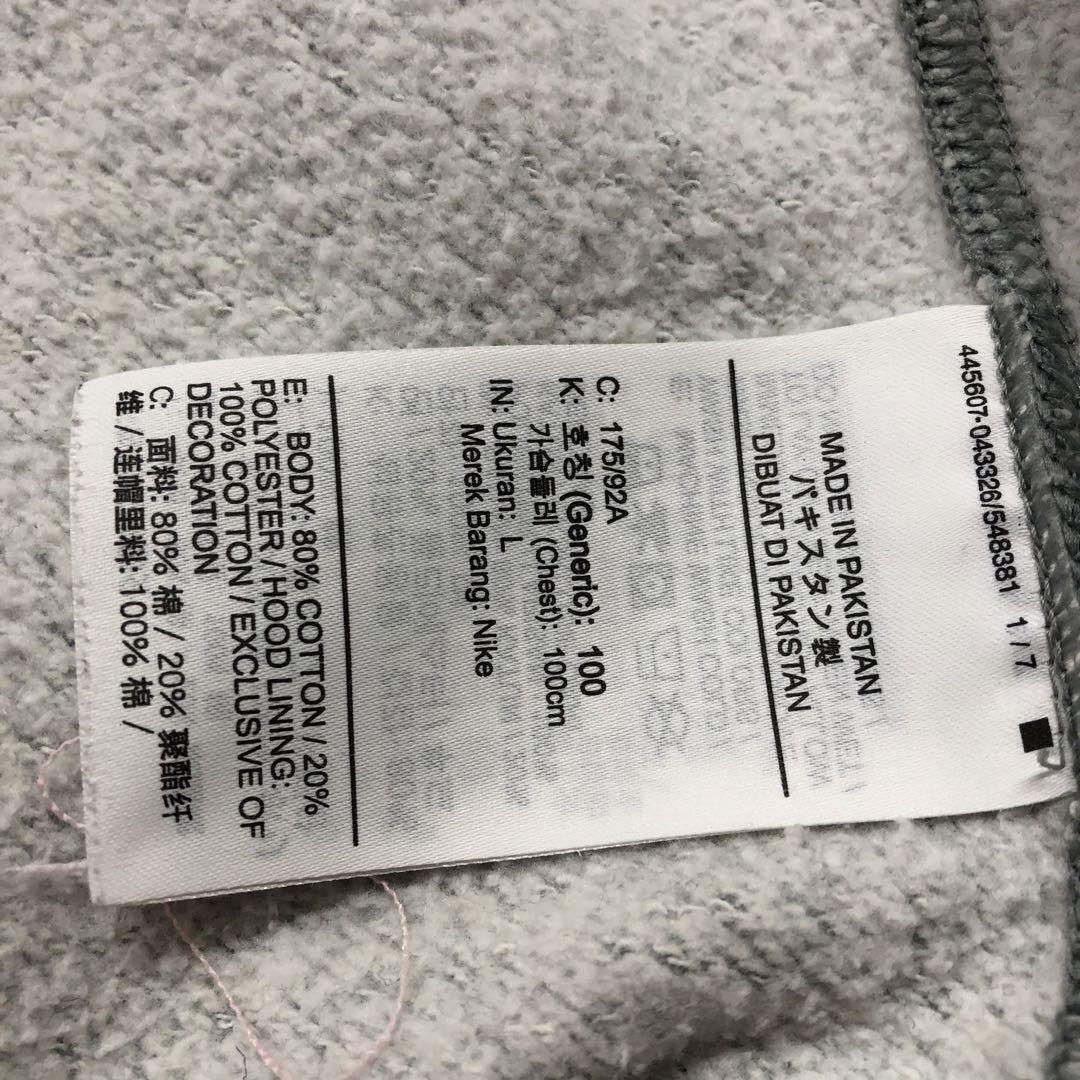 445607-043326/548381 1 / 7
MADE IN PAKISTAN
パキスタン製
DIBUAT DI PAKISTAN
C: 175/92A
K: 호칭 (Generic): 100
가슴둘레 (Chest): 100cm
IN: Ukuran: L
Merek Barang: Nike
E: BODY: 80% COTTON / 20%
POLYESTER / HOOD LINING:
100% COTTON / EXCLUSIVE OF
DECORATION
C: 面料: 80% 棉 / 20% 聚酯纤
维 / 连帽里料: 100% 棉 /